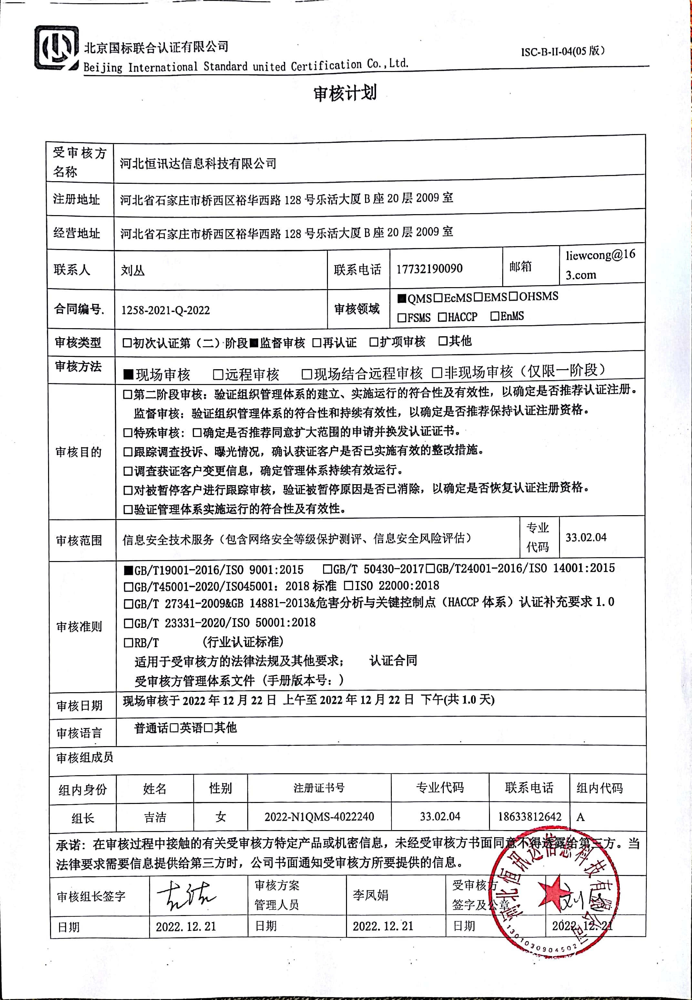 北京国标联合认证有限公司
ISC-B-II-04(05 版)
Beijing International Standard united Certification Co.,Ltd.
审核计划
受审核方
名称
河北恒讯达信息科技有限公司
注册地址
河北省石家庄市桥西区裕华西路 128 号乐活大厦 B 座 20 层 2009 室
经营地址
河北省石家庄市桥西区裕华西路 128 号乐活大厦 B 座 20 层 2009 室
联系人
刘丛
联系电话
17732190090
邮箱
liewcong@16
3.com
合同编号.
1258-2021-Q-2022
审核领域
■QMS□EcMS□EMS□OHSMS
□FSMS □HACCP □EnMS
审核类型
□初次认证第（二）阶段■监督审核 □再认证 □扩项审核 □其他
审核方法
■现场审核 □远程审核 □现场结合远程审核 □非现场审核（仅限一阶段）
审核目的
□第二阶段审核：验证组织管理体系的建立、实施运行的符合性及有效性，以确定是否推荐认证注册。
监督审核：验证组织管理体系的符合性和持续有效性，以确定是否推荐保持认证注册资格。
□特殊审核：□确定是否推荐同意扩大范围的申请并换发认证证书。
□跟踪调查投诉、曝光情况，确认获证客户是否已实施有效的整改措施。
□调查获证客户变更信息，确定管理体系持续有效运行。
□对被暂停客户进行跟踪审核，验证被暂停原因是否已消除，以确定是否恢复认证注册资格。
□验证管理体系实施运行的符合性及有效性。
审核范围
信息安全技术服务（包含网络安全等级保护测评、信息安全风险评估）
专业
代码
33.02.04
审核准则
■GB/T19001-2016/ISO 9001:2015 □GB/T 50430-2017□GB/T24001-2016/ISO 14001:2015
□GB/T45001-2020/ISO45001：2018 标准 □ISO 22000:2018
□GB/T 27341-2009&GB 14881-2013&危害分析与关键控制点（HACCP 体系）认证补充要求 1.0
□GB/T 23331-2020/ISO 50001:2018
□RB/T (行业认证标准)
适用于受审核方的法律法规及其他要求； 认证合同
受审核方管理体系文件（手册版本号：）
审核日期
现场审核于 2022 年 12 月 22 日 上午至 2022 年 12 月 22 日 下午(共 1.0 天)
审核语言
普通话□英语□其他
审核组成员
组内身份 姓名 性别 注册证书号 专业代码 联系电话 组内代码
组长 吉洁 女 2022-N1QMS-4022240 33.02.04 18633812642 A
承诺：在审核过程中接触的有关受审核方特定产品或机密信息，未经受审核方书面同意不得透露给第三方。当
法律要求需要信息提供给第三方时，公司书面通知受审核方所要提供的信息。
审核组长签字
吉洁
审核方案
管理人员
李凤娟
受审核方
签字及公章
刘丛
日期 2022.12.21 日期 2022.12.21 日期 2022.12.21
河北恒讯达信息科技有限公司
1301030904502